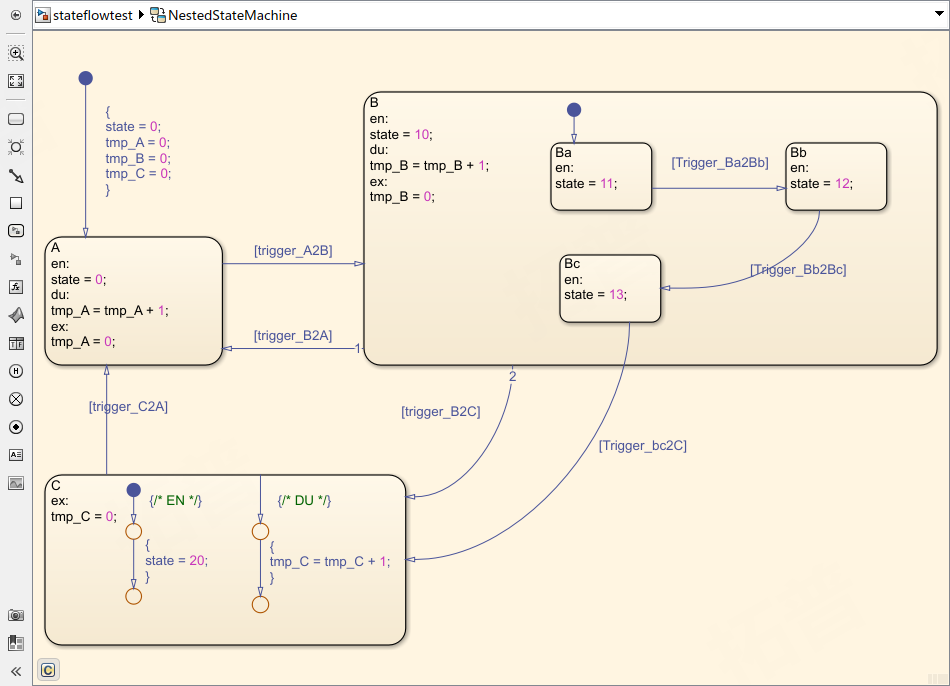 stateflowtest NestedStateMachine
{
state = 0;
tmp_A = 0;
tmp_B = 0;
tmp_C = 0;
}
A
en:
state = 0;
du:
tmp_A = tmp_A + 1;
ex:
tmp_A = 0;
[trigger_A2B]
[trigger_B2A]
1
B
en:
state = 10;
du:
tmp_B = tmp_B + 1;
ex:
tmp_B = 0;
Ba
en:
state = 11;
[Trigger_Ba2Bb]
Bb
en:
state = 12;
[Trigger_Bb2Bc]
Bc
en:
state = 13;
[trigger_C2A]
2
[trigger_B2C]
[Trigger_bc2C]
C
ex:
tmp_C = 0;
{/* EN */}
{
state = 20;
}
{/* DU */}
{
tmp_C = tmp_C + 1;
}
fx
H
A
C